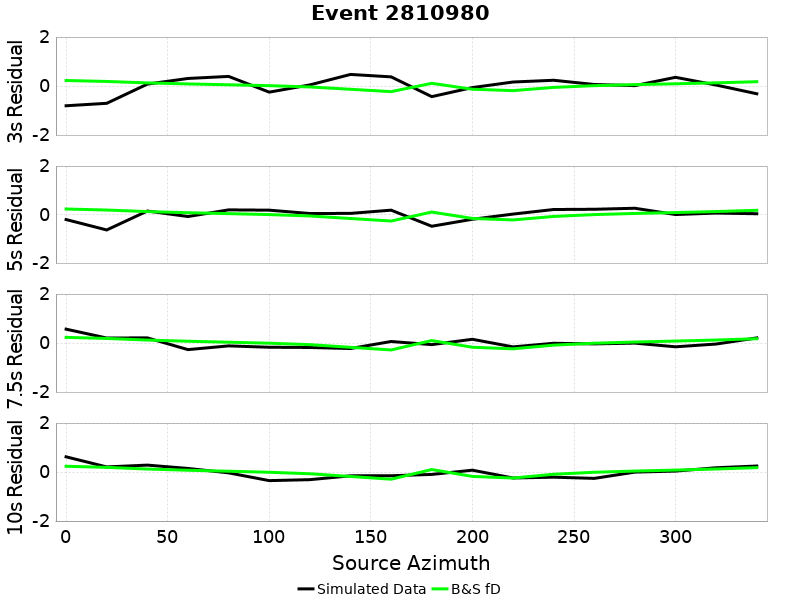 Event 2810980
3s Residual
2
0
-2
5s Residual
2
0
-2
7.5s Residual
2
0
-2
10s Residual
2
0
-2
0 50 100 150 200 250 300
Source Azimuth
Simulated Data B&S fD